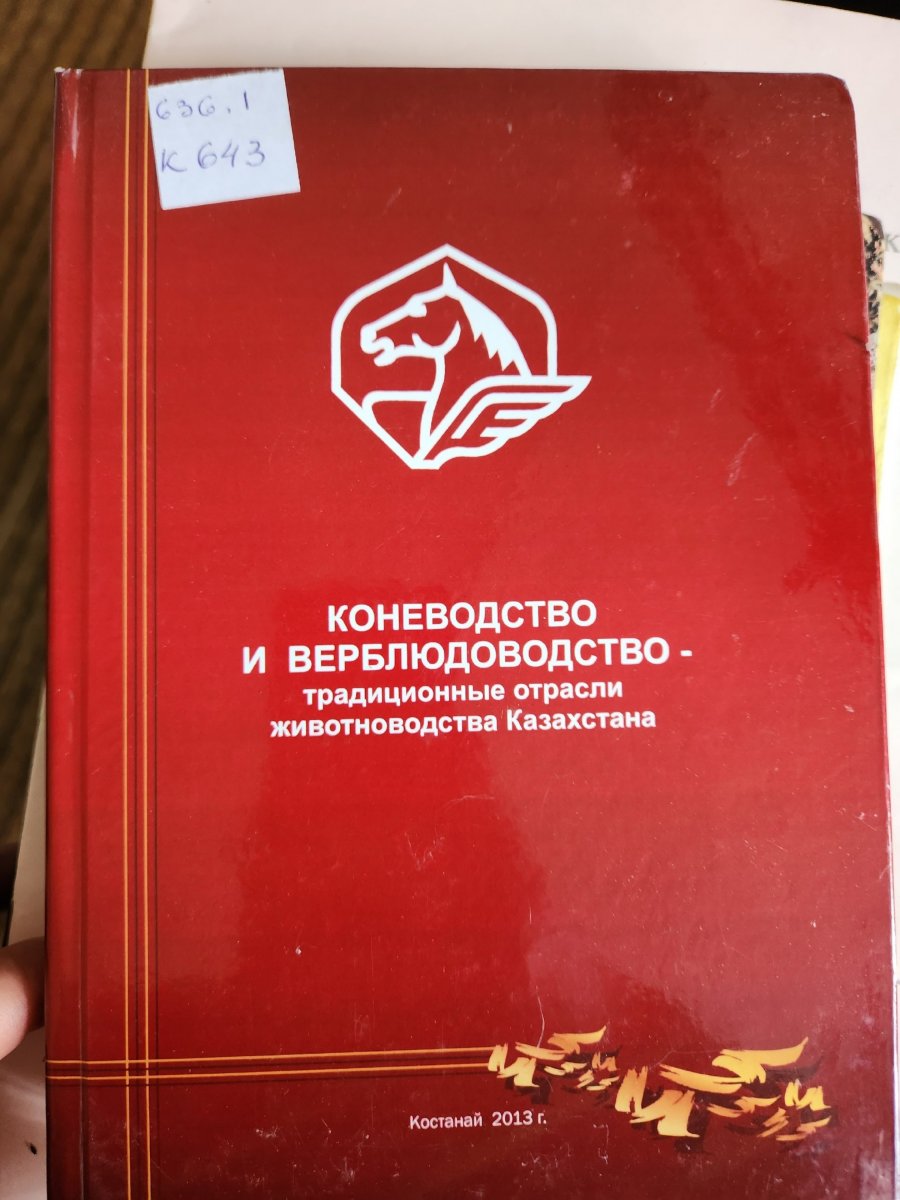 636.1
К 643
КОНЕВОДСТВО
И ВЕРБЛЮДОВОДСТВО -
традиционные отрасли
животноводства Казахстана
Костанай 2013 г.